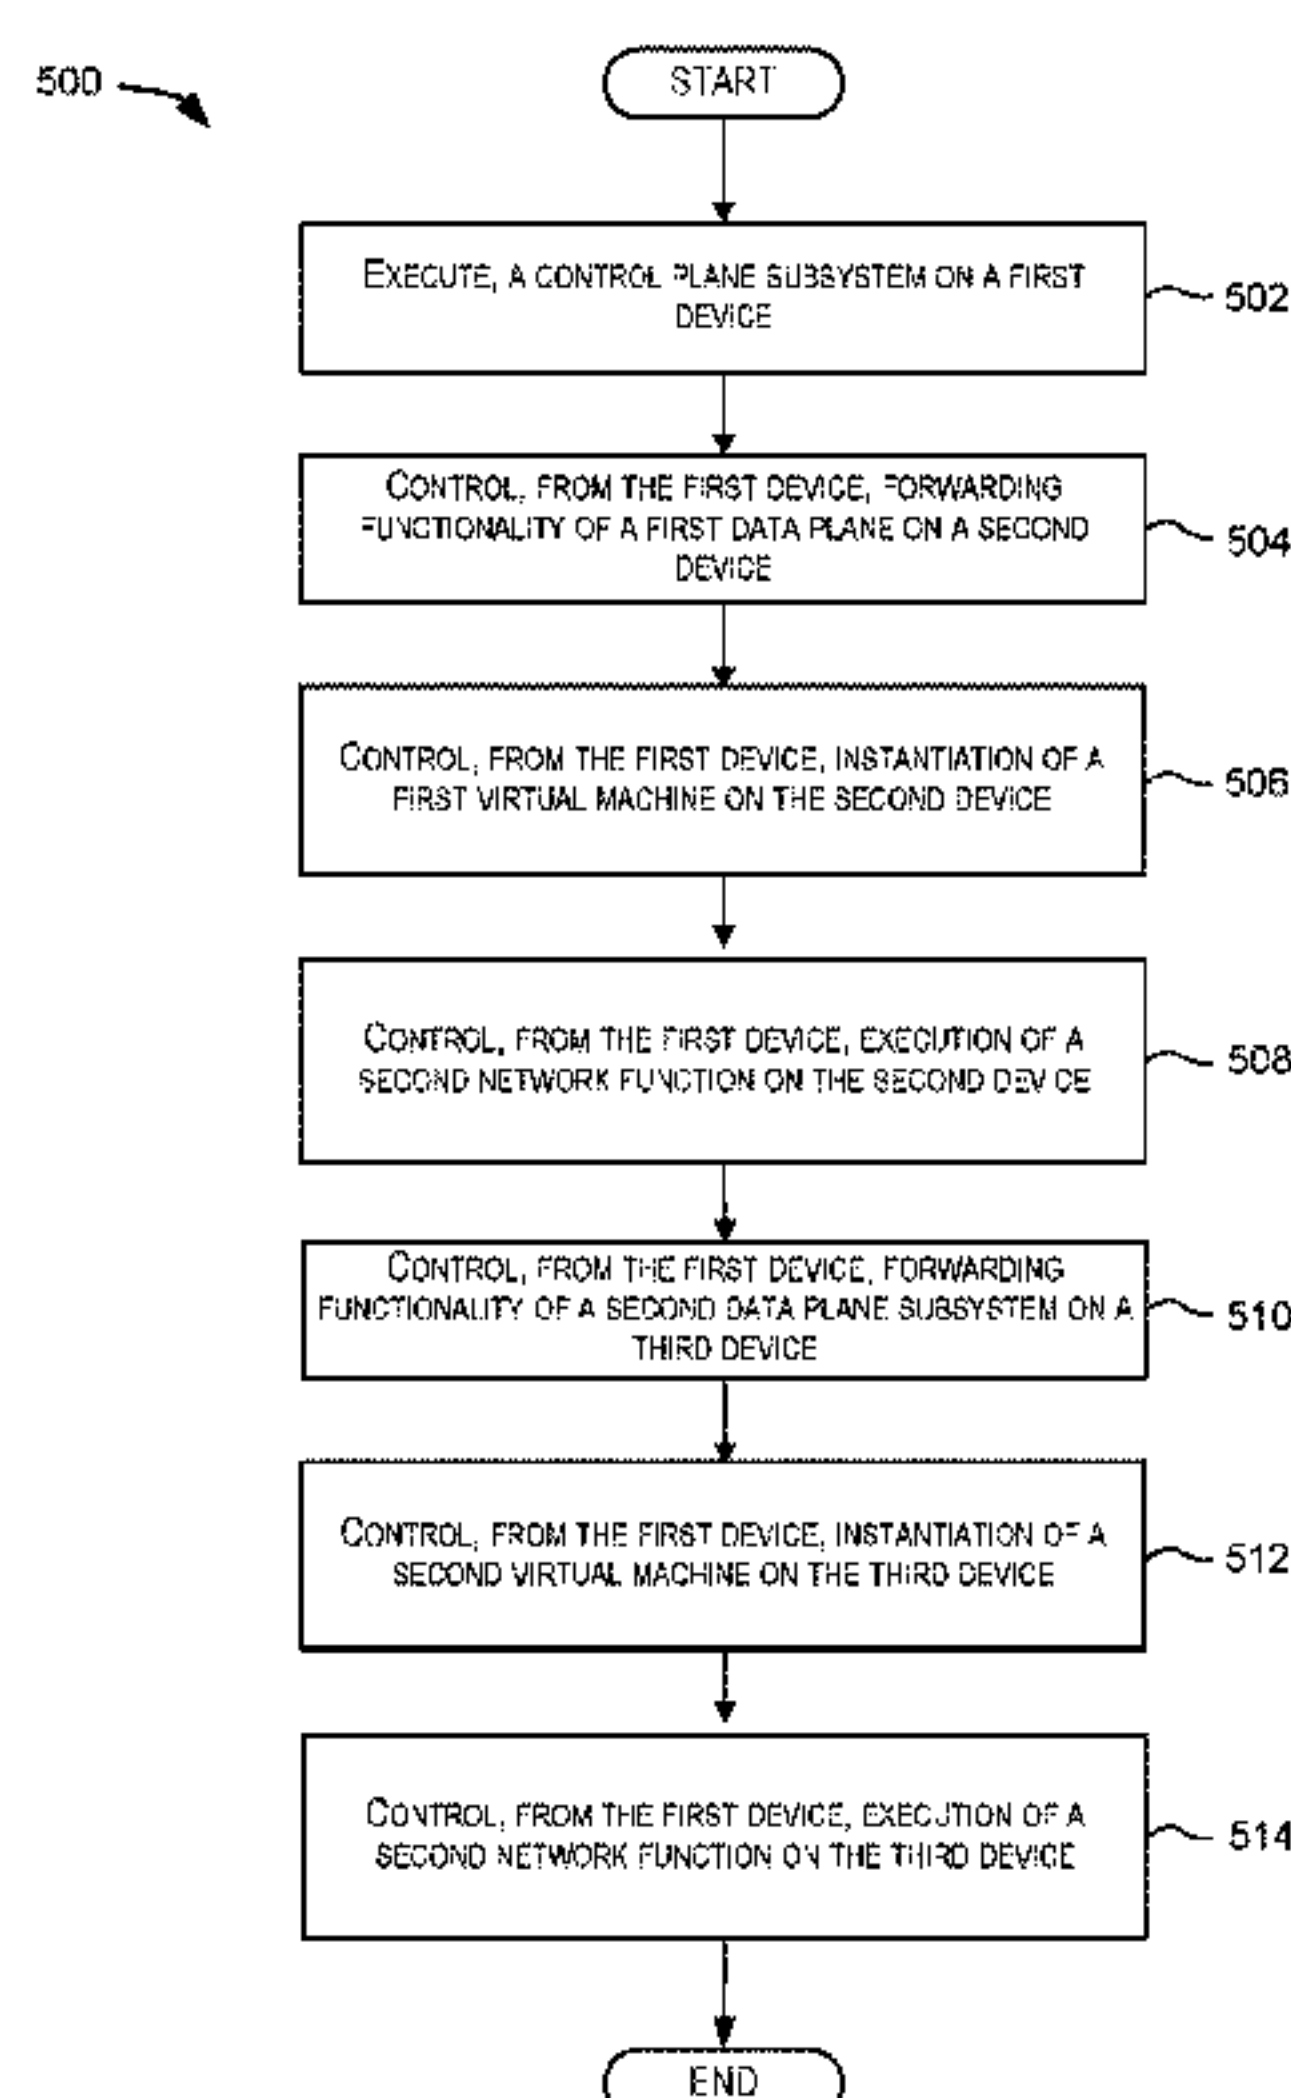 500
START
EXECUTE, A CONTROL PLANE SUBSYSTEM ON A FIRST
DEVICE
502
CONTROL, FROM THE FIRST DEVICE, FORWARDING
FUNCTIONALITY OF A FIRST DATA PLANE ON A SECOND
DEVICE
504
CONTROL, FROM THE FIRST DEVICE, INSTANTIATION OF A
FIRST VIRTUAL MACHINE ON THE SECOND DEVICE
506
CONTROL, FROM THE FIRST DEVICE, EXECUTION OF A
SECOND NETWORK FUNCTION ON THE SECOND DEVICE
508
CONTROL, FROM THE FIRST DEVICE, FORWARDING
FUNCTIONALITY OF A SECOND DATA PLANE SUBSYSTEM ON A
THIRD DEVICE
510
CONTROL, FROM THE FIRST DEVICE, INSTANTIATION OF A
SECOND VIRTUAL MACHINE ON THE THIRD DEVICE
512
CONTROL, FROM THE FIRST DEVICE, EXECUTION OF A
SECOND NETWORK FUNCTION ON THE THIRD DEVICE
514
END